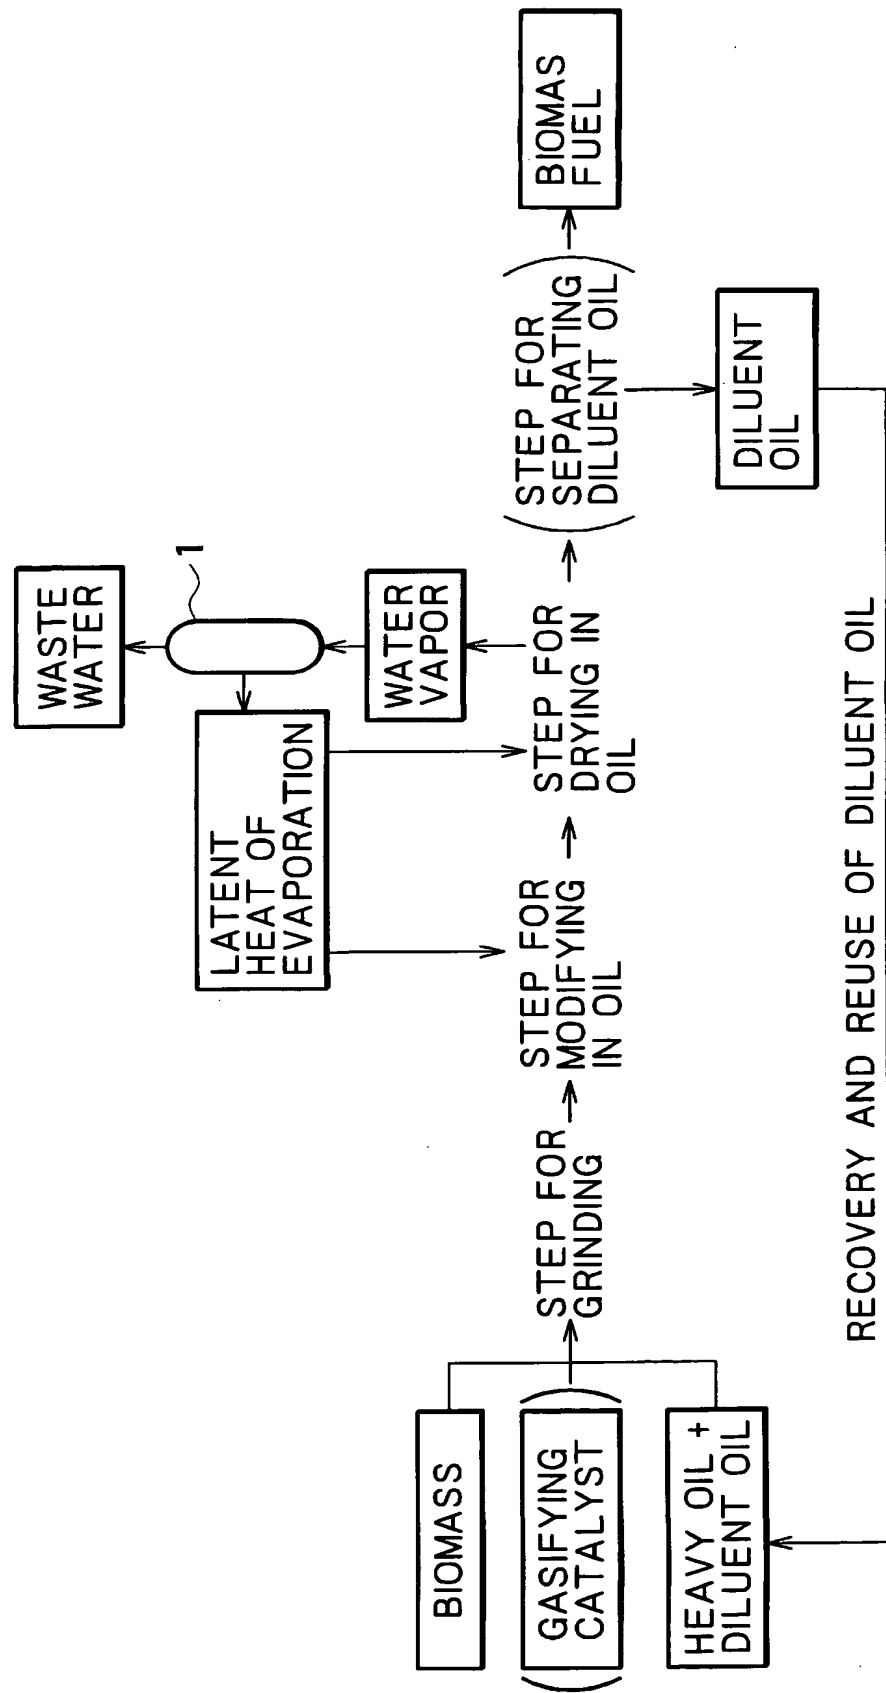 BIOMASS
GASIFYING
CATALYST
HEAVY OIL +
DILUENT OIL
STEP FOR
GRINDING
STEP FOR
MODIFYING
IN OIL
LATENT
HEAT OF
EVAPORATION
STEP FOR
DRYING IN
OIL
WATER
VAPOR
1
WASTE
WATER
STEP FOR
SEPARATING
DILUENT OIL
DILUENT
OIL
BIOMAS
FUEL
RECOVERY AND REUSE OF DILUENT OIL